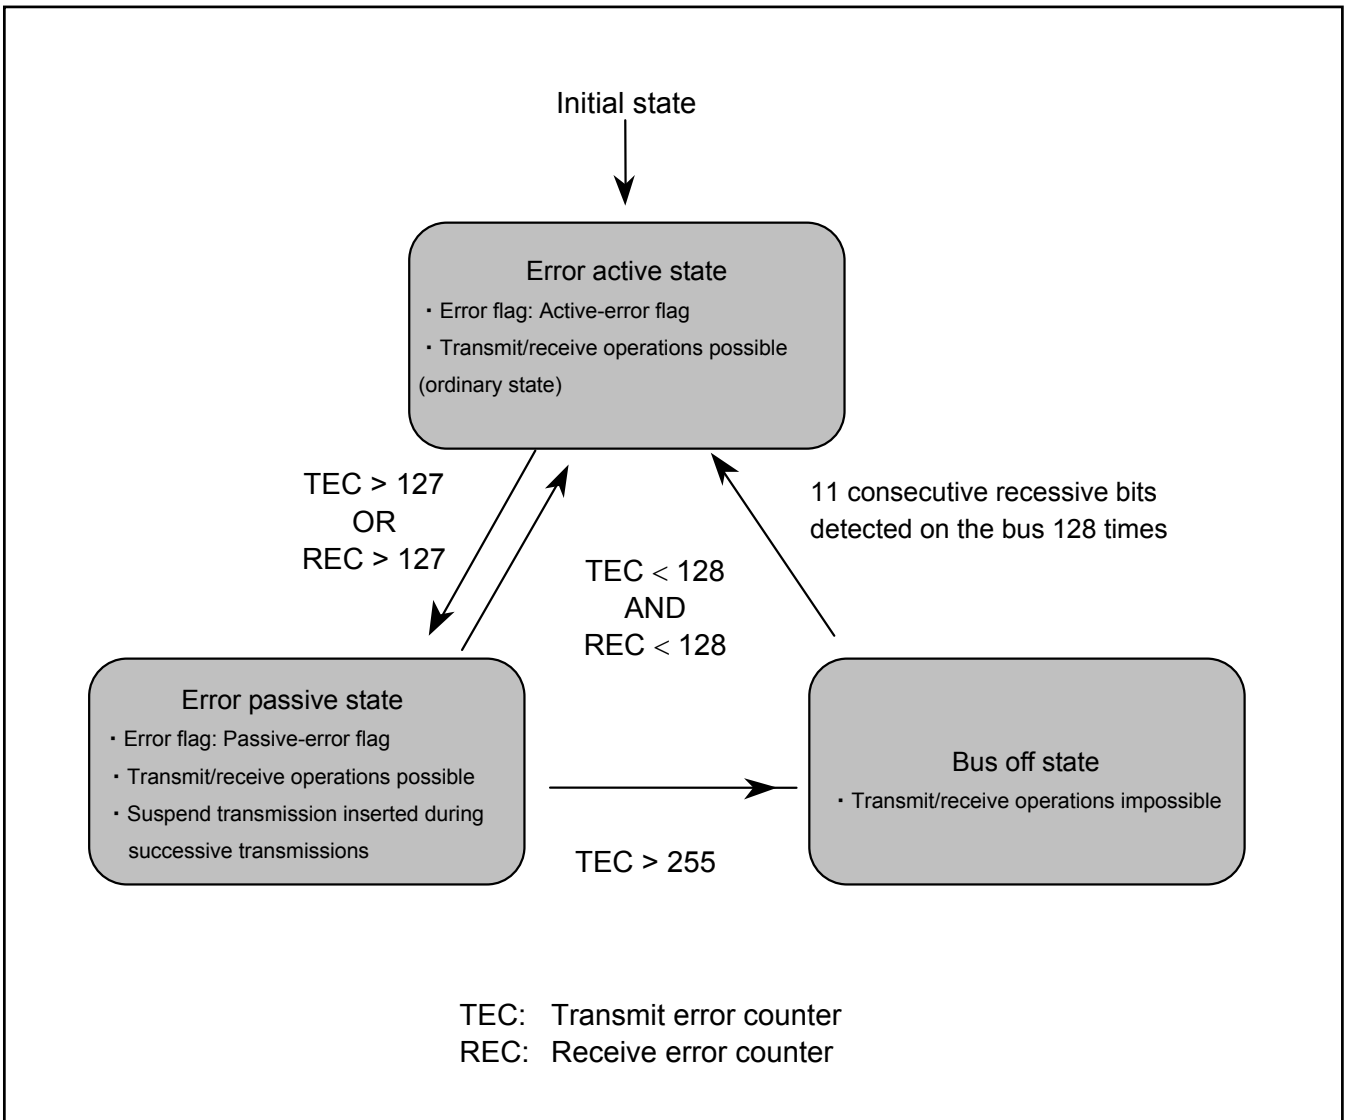 Initial state
Error active state
・Error flag: Active-error flag
・Transmit/receive operations possible
(ordinary state)
TEC > 127
OR
REC > 127
TEC < 128
AND
REC < 128
11 consecutive recessive bits
detected on the bus 128 times
Error passive state
・Error flag: Passive-error flag
・Transmit/receive operations possible
・Suspend transmission inserted during
successive transmissions
TEC > 255
Bus off state
・Transmit/receive operations impossible
TEC: Transmit error counter
REC: Receive error counter